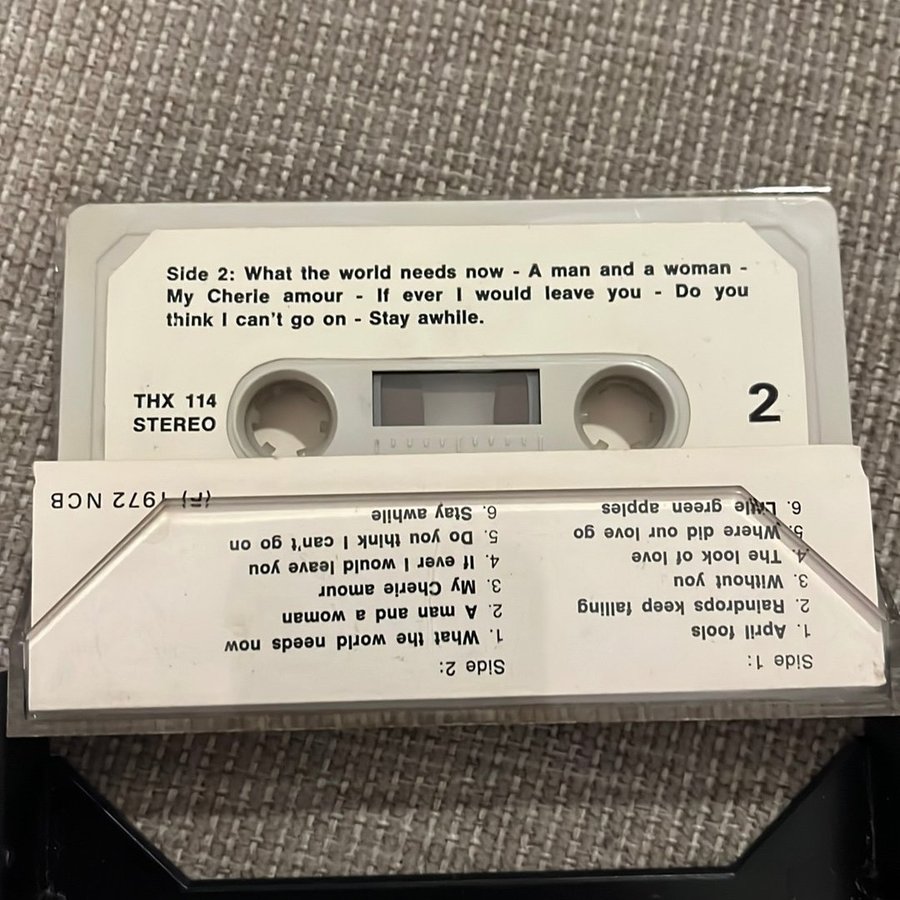 Side 2: What the world needs now - A man and a woman -
My Cherie amour - If ever I would leave you - Do you
think I can't go on - Stay awhile.
THX 114
STEREO
2
Side 1:
1. April fools
2. Raindrops keep falling
3. Without you
4. The look of love
5. Where did our love go
6. Little green apples
Side 2:
1. What the world needs now
2. A man and a woman
3. My Cherie amour
4. If ever I would leave you
5. Do you think I can't go on
6. Stay awhile
(P) 1972 NCB